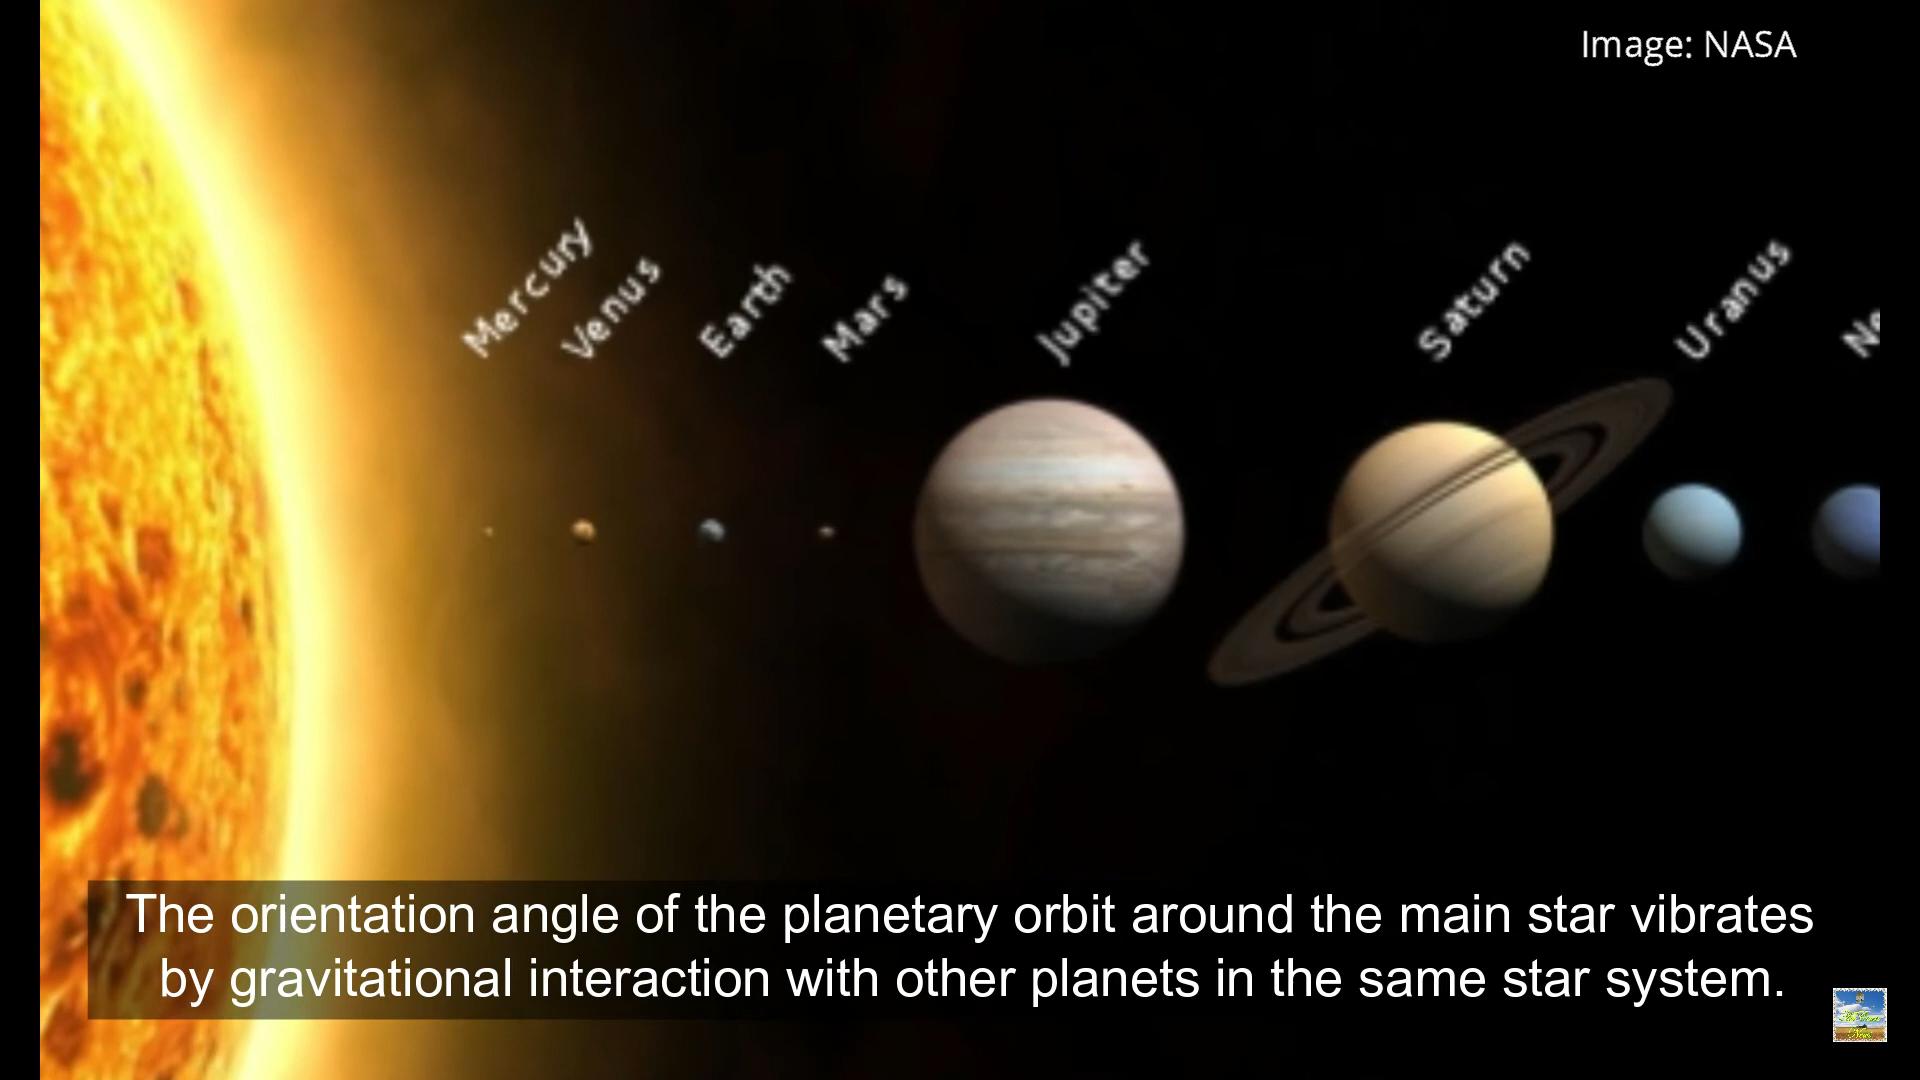 Image: NASA
Mercury
Venus
Earth
Mars
Jupiter
Saturn
Uranus
Ne
The orientation angle of the planetary orbit around the main star vibrates
by gravitational interaction with other planets in the same star system.